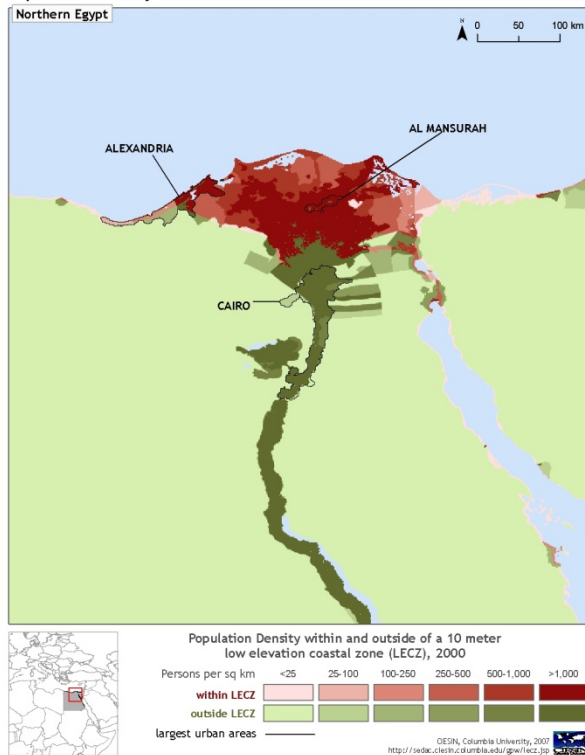 Northern Egypt
N
0 50 100 km
AL MANSURAH
ALEXANDRIA
CAIRO
Population Density within and outside of a 10 meter
low elevation coastal zone (LECZ), 2000
Persons per sq km <25 25-100 100-250 250-500 500-1,000 >1,000
within LECZ
outside LECZ
largest urban areas
CIESIN, Columbia University, 2007
http://sedac.ciesin.columbia.edu/gpw/lecz.jsp